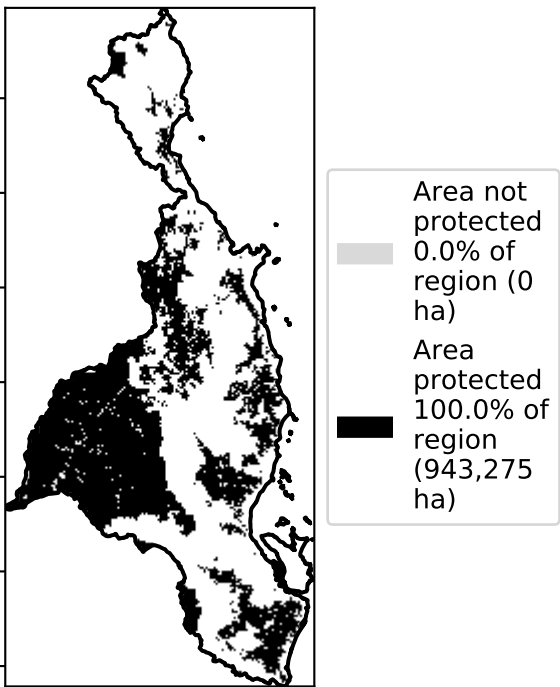 Area not
protected
0.0% of
region (0
ha)
Area
protected
100.0% of
region
(943,275
ha)